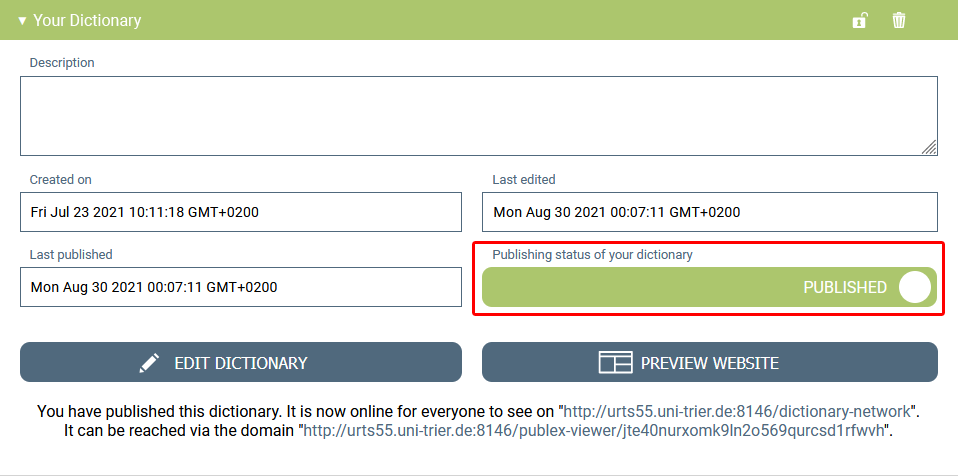 Your Dictionary
Description
Created on
Last edited
Fri Jul 23 2021 10:11:18 GMT+0200
Mon Aug 30 2021 00:07:11 GMT+0200
Last published
Publishing status of your dictionary
Mon Aug 30 2021 00:07:11 GMT+0200
PUBLISHED
EDIT DICTIONARY
PREVIEW WEBSITE
You have published this dictionary. It is now online for everyone to see on "http://urts55.uni-trier.de:8146/dictionary-network".
It can be reached via the domain "http://urts55.uni-trier.de:8146/publex-viewer/jte40nurxomk9ln2o569qurcsd1rfwvh".